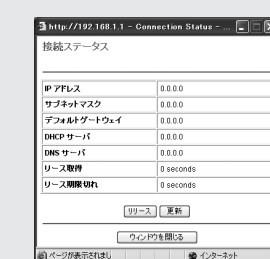 http://192.168.1.1 - Connection Status - ...
接続ステータス
IP アドレス 0.0.0.0
サブネットマスク 0.0.0.0
デフォルトゲートウェイ 0.0.0.0
DHCP サーバ 0.0.0.0
DNS サーバ 0.0.0.0
リース取得 0 seconds
リース期限切れ 0 seconds
リリース 更新
ウィンドウを閉じる
ページが表示されまし インターネット